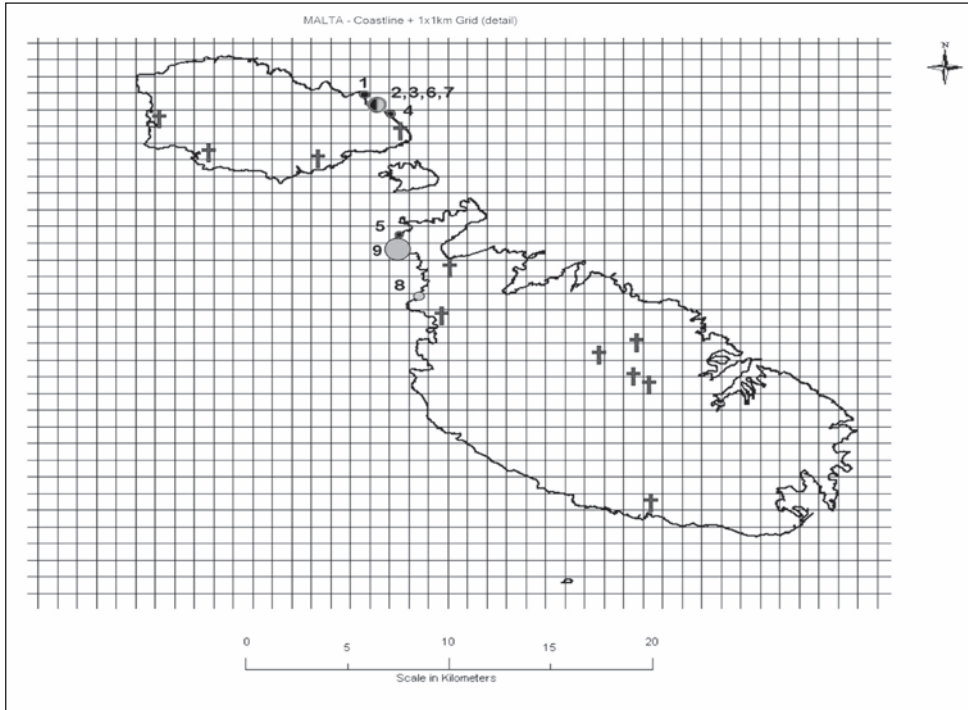 MALTA - Coastline + 1x1km Grid (detail)
N
1
2,3,6,7
4
5
9
8
0 5 10 15 20
Scale in Kilometers